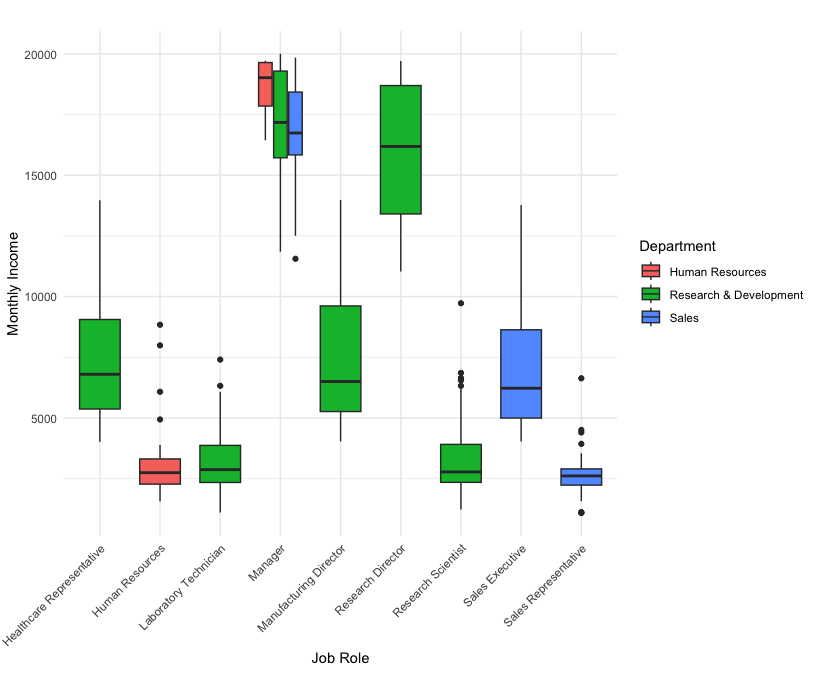 20000
15000
10000
5000
Monthly Income
Healthcare Representative
Human Resources
Laboratory Technician
Manager
Manufacturing Director
Research Director
Research Scientist
Sales Executive
Sales Representative
Job Role
Department
Human Resources
Research & Development
Sales